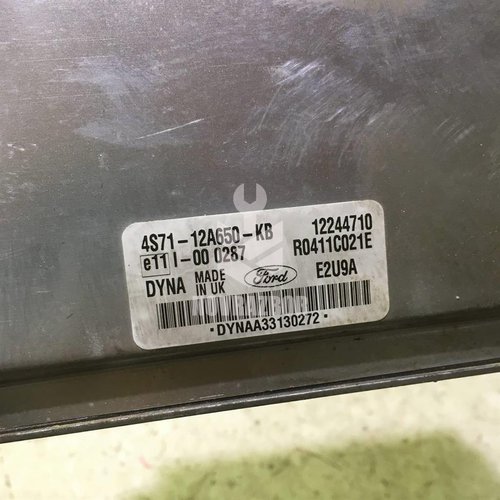 4S71-12A650-KB 12244710
e11 I-00 0287 R0411C021E
DYNA MADE IN UK Ford E2U9A
·DYNAA33130272·